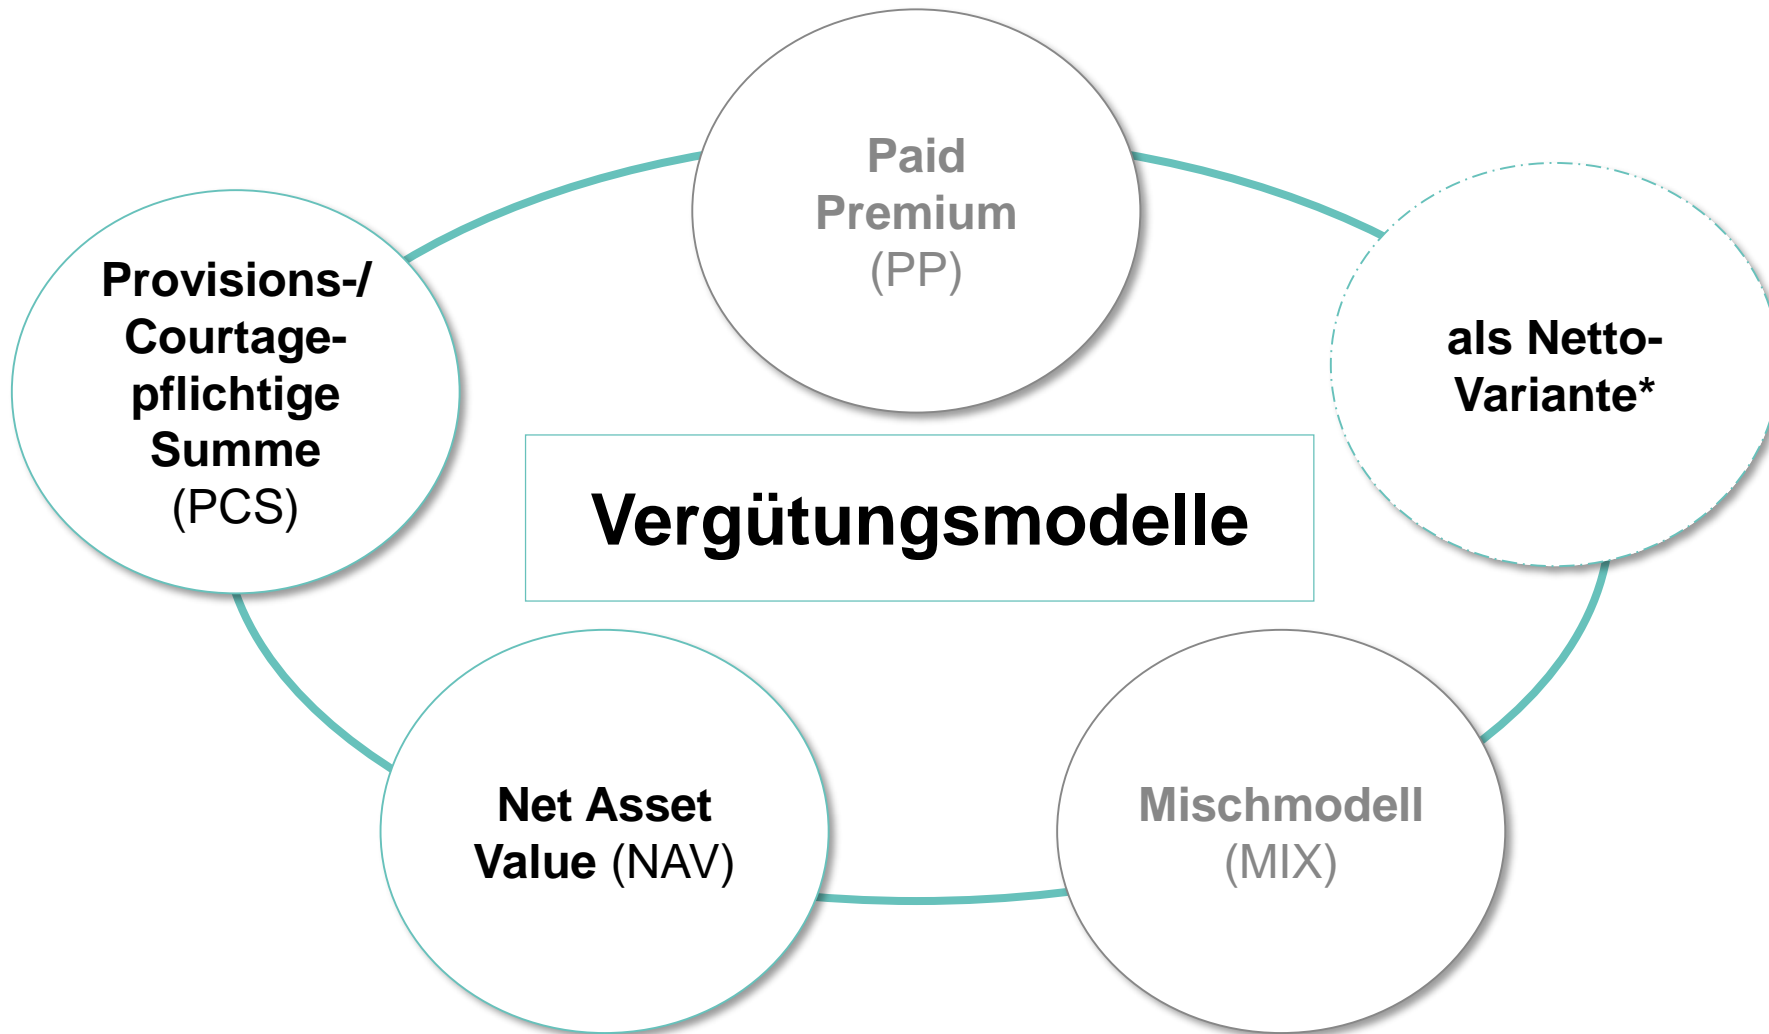 Paid
Premium
(PP)
Provisions-/
Courtage-
pflichtige
Summe
(PCS)
als Netto-
Variante*
Vergütungsmodelle
Net Asset
Value (NAV)
Mischmodell
(MIX)